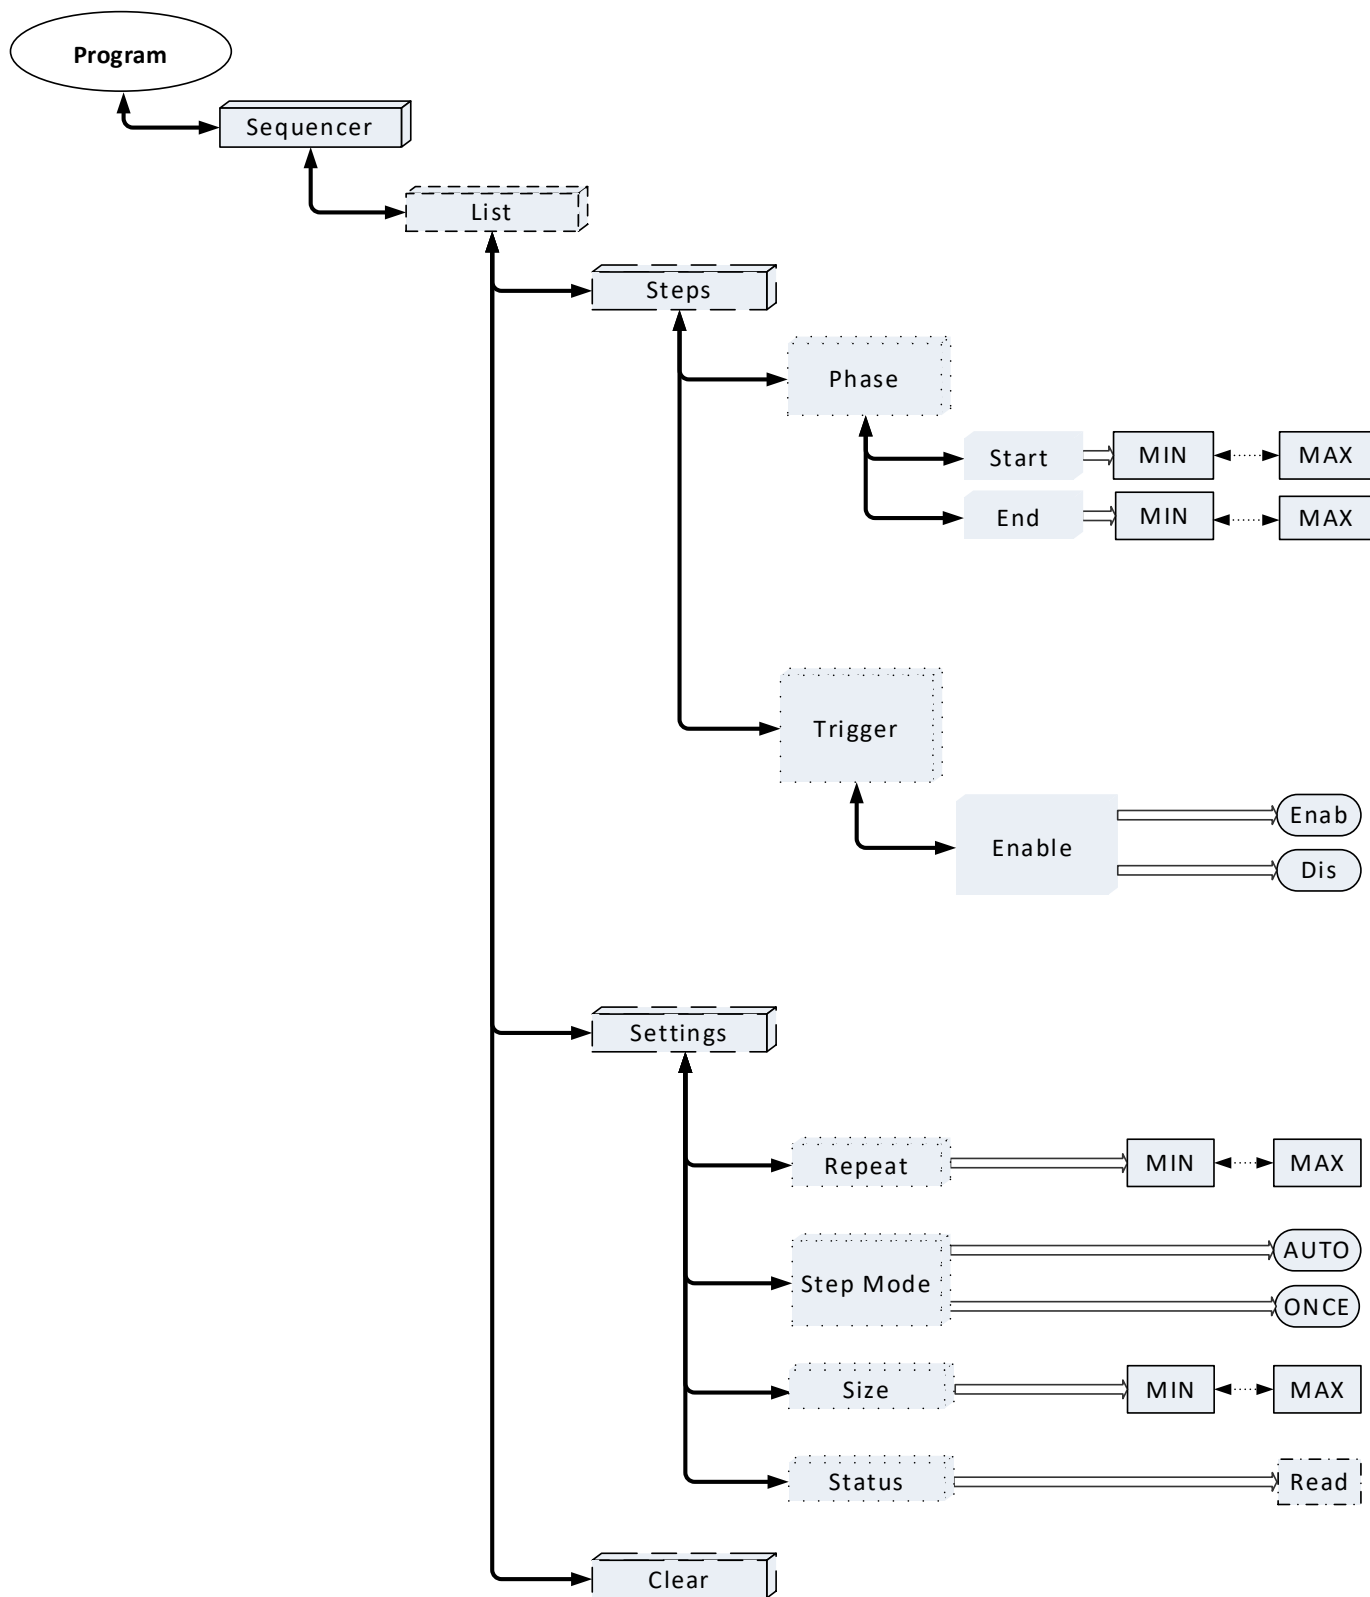 Program
Sequencer
List
Steps
Phase
Start MIN MAX
End MIN MAX
Trigger
Enable
Enab
Dis
Settings
Repeat MIN MAX
Step Mode
AUTO
ONCE
Size MIN MAX
Status Read
Clear